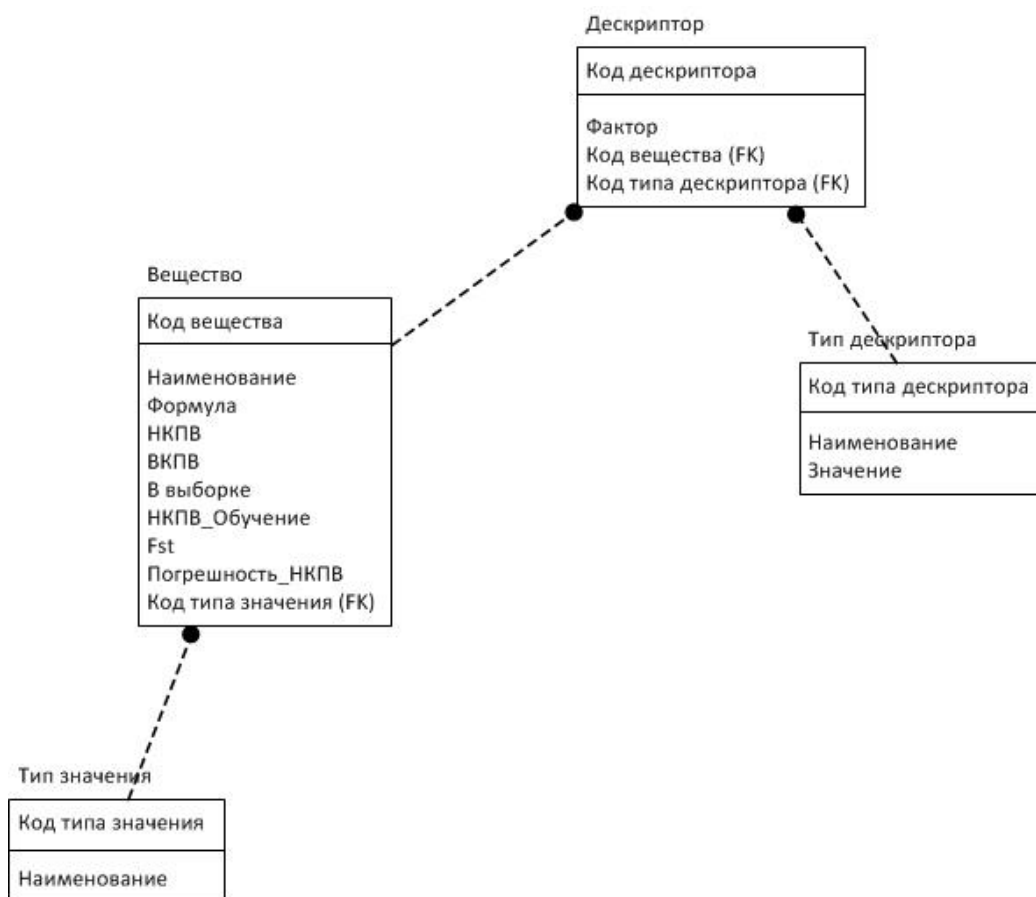 Дескриптор
Код дескриптора
Фактор
Код вещества (FK)
Код типа дескриптора (FK)
Вещество
Код вещества
Наименование
Формула
НКПВ
ВКПВ
В выборке
НКПВ_Обучение
Fst
Погрешность_НКПВ
Код типа значения (FK)
Тип дескриптора
Код типа дескриптора
Наименование
Значение
Тип значения
Код типа значения
Наименование